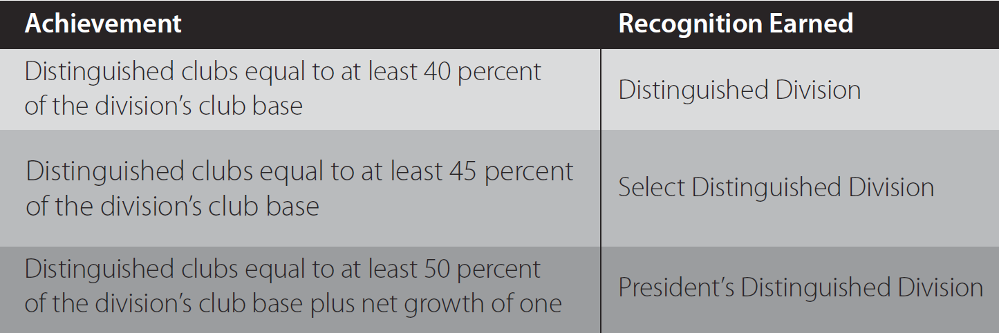 Achievement
Recognition Earned
Distinguished clubs equal to at least 40 percent
of the division’s club base
Distinguished Division
Distinguished clubs equal to at least 45 percent
of the division’s club base
Select Distinguished Division
Distinguished clubs equal to at least 50 percent
of the division’s club base plus net growth of one
President’s Distinguished Division